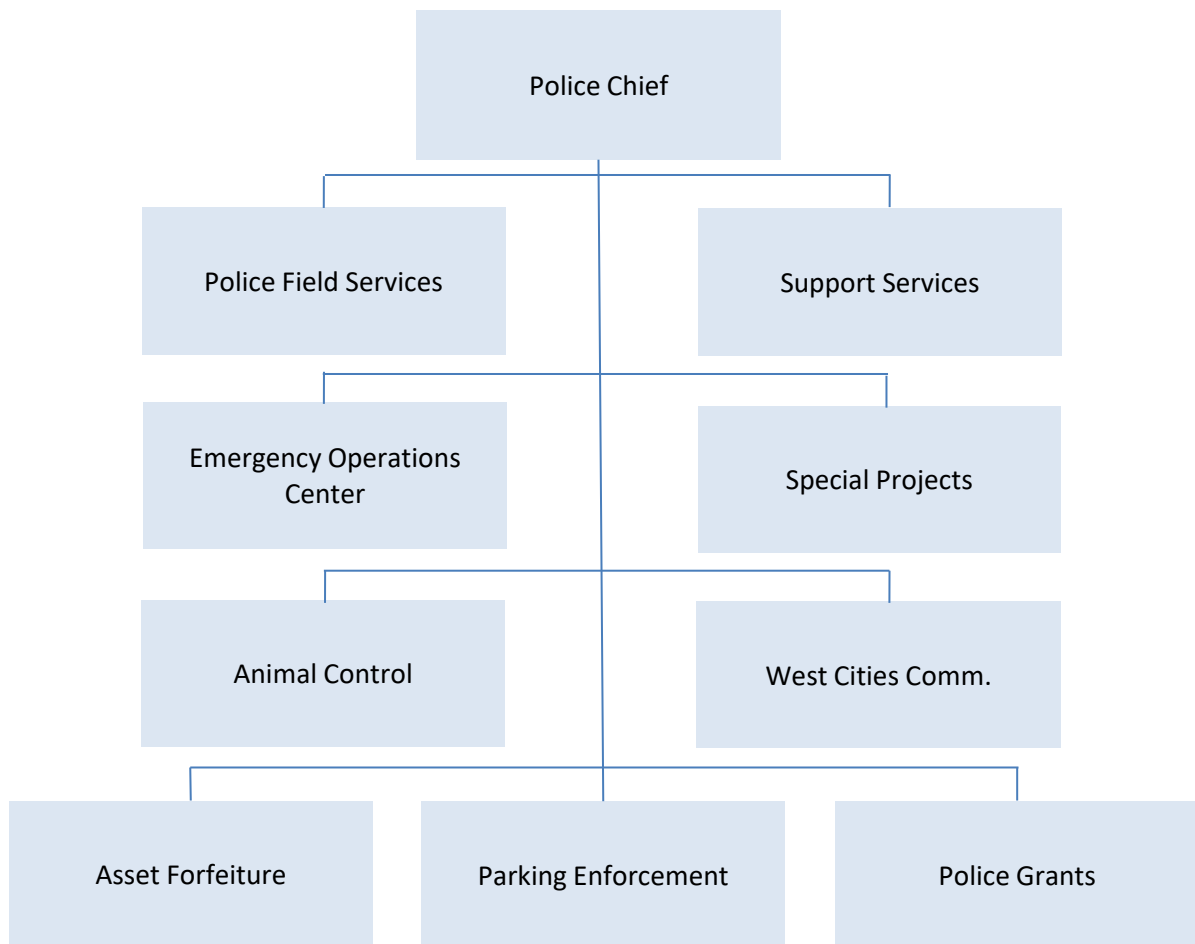 Police Chief
Police Field Services
Support Services
Emergency Operations
Center
Special Projects
Animal Control
West Cities Comm.
Asset Forfeiture
Parking Enforcement
Police Grants